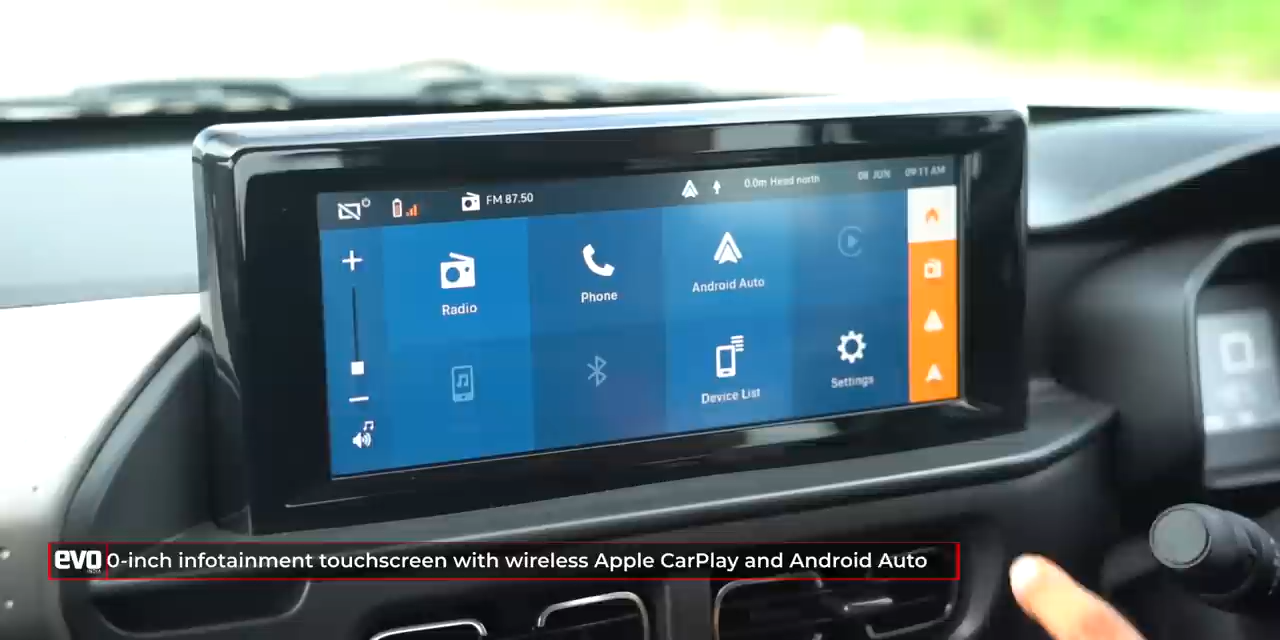 FM 87.50
0.0m Head north
08 JUN
09:11 AM
Radio
Phone
Android Auto
Device List
Settings
evo
INDIA
0-inch infotainment touchscreen with wireless Apple CarPlay and Android Auto